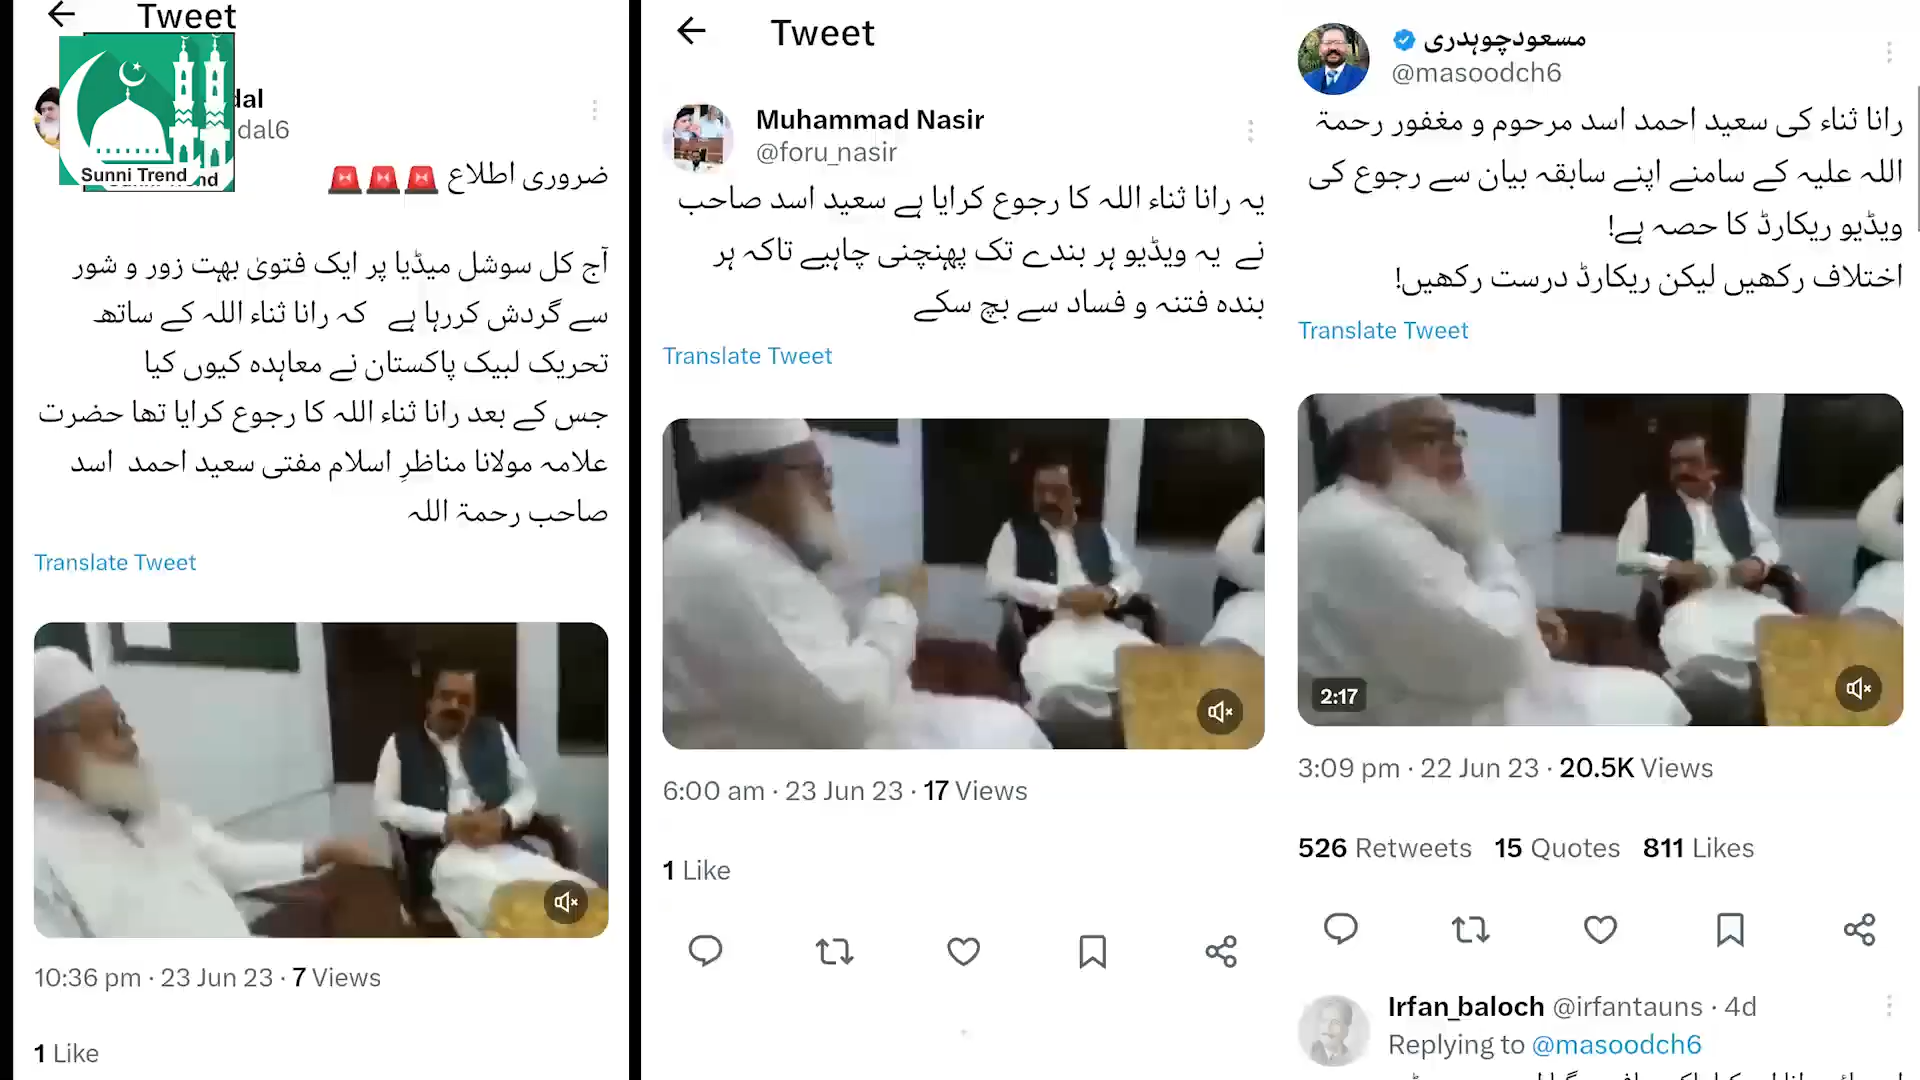 Tweet
Sunni Trend
dal
dal6
ضروری اطلاع 🚨🚨🚨
آج کل سوشل میڈیا پر ایک فتویٰ بہت زور و شور
سے گردش کررہا ہے کہ رانا ثناء اللہ کے ساتھ
تحریک لبیک پاکستان نے معاہدہ کیوں کیا
جس کے بعد رانا ثناء اللہ کا رجوع کرایا تھا حضرت
علامہ مولانا مناظرِ اسلام مفتی سعید احمد اسد
صاحب رحمۃ اللہ
Translate Tweet
10:36 pm · 23 Jun 23 · 7 Views
1 Like
Tweet
Muhammad Nasir
@foru_nasir
یہ رانا ثناء اللہ کا رجوع کرایا ہے سعید اسد صاحب
نے یہ ویڈیو ہر بندے تک پہنچنی چاہیے تاکہ ہر
بندہ فتنہ و فساد سے بچ سکے
Translate Tweet
6:00 am · 23 Jun 23 · 17 Views
1 Like
مسعودچوہدری
@masoodch6
رانا ثناء کی سعید احمد اسد مرحوم و مغفور رحمۃ
اللہ علیہ کے سامنے اپنے سابقہ بیان سے رجوع کی
ویڈیو ریکارڈ کا حصہ ہے!
اختلاف رکھیں لیکن ریکارڈ درست رکھیں!
Translate Tweet
2:17
3:09 pm · 22 Jun 23 · 20.5K Views
526 Retweets 15 Quotes 811 Likes
Irfan_baloch @irfantauns · 4d
Replying to @masoodch6